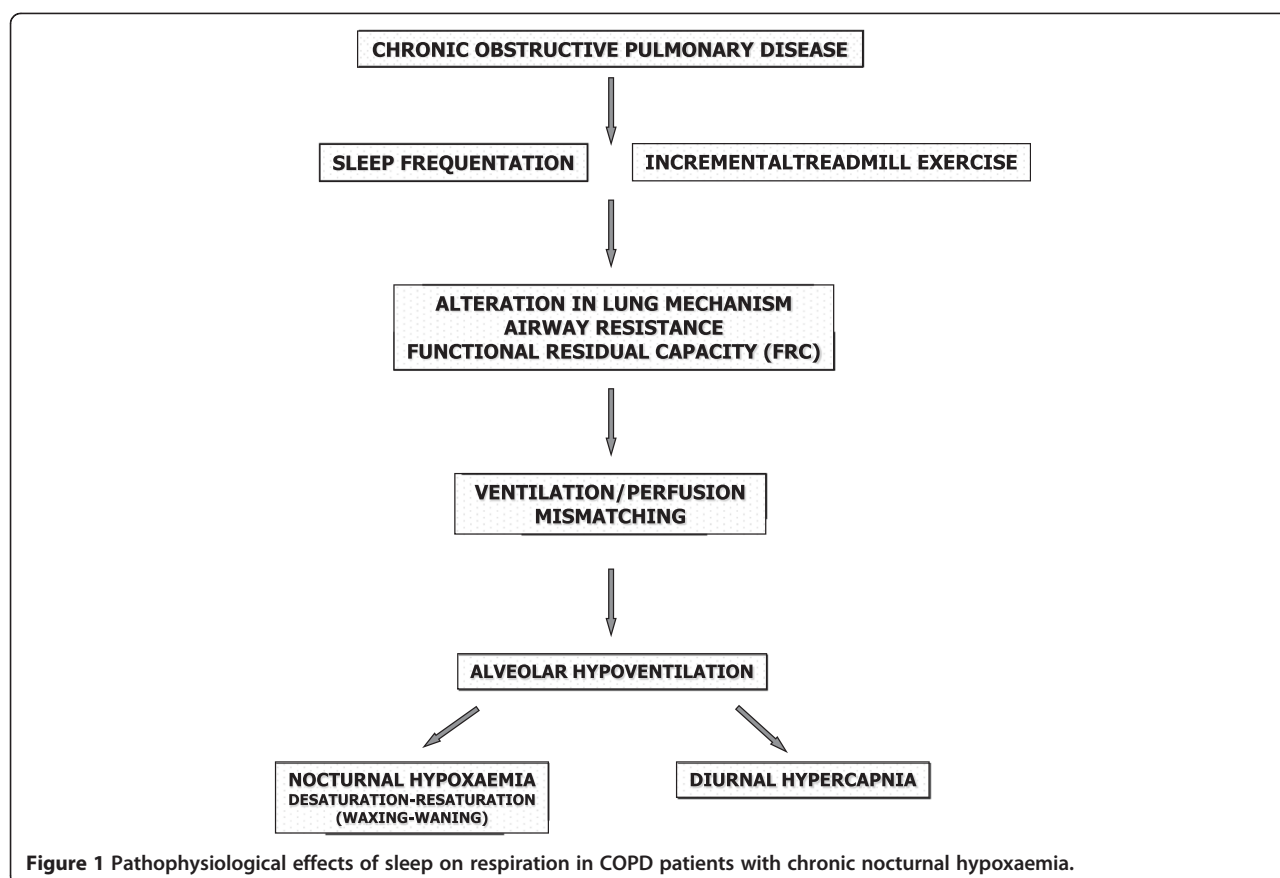 CHRONIC OBSTRUCTIVE PULMONARY DISEASE
SLEEP FREQUENTATION
INCREMENTALTREADMILL EXERCISE
ALTERATION IN LUNG MECHANISM
AIRWAY RESISTANCE
FUNCTIONAL RESIDUAL CAPACITY (FRC)
VENTILATION/PERFUSION
MISMATCHING
ALVEOLAR HYPOVENTILATION
NOCTURNAL HYPOXAEMIA
DESATURATION-RESATURATION
(WAXING-WANING)
DIURNAL HYPERCAPNIA
Figure 1 Pathophysiological effects of sleep on respiration in COPD patients with chronic nocturnal hypoxaemia.